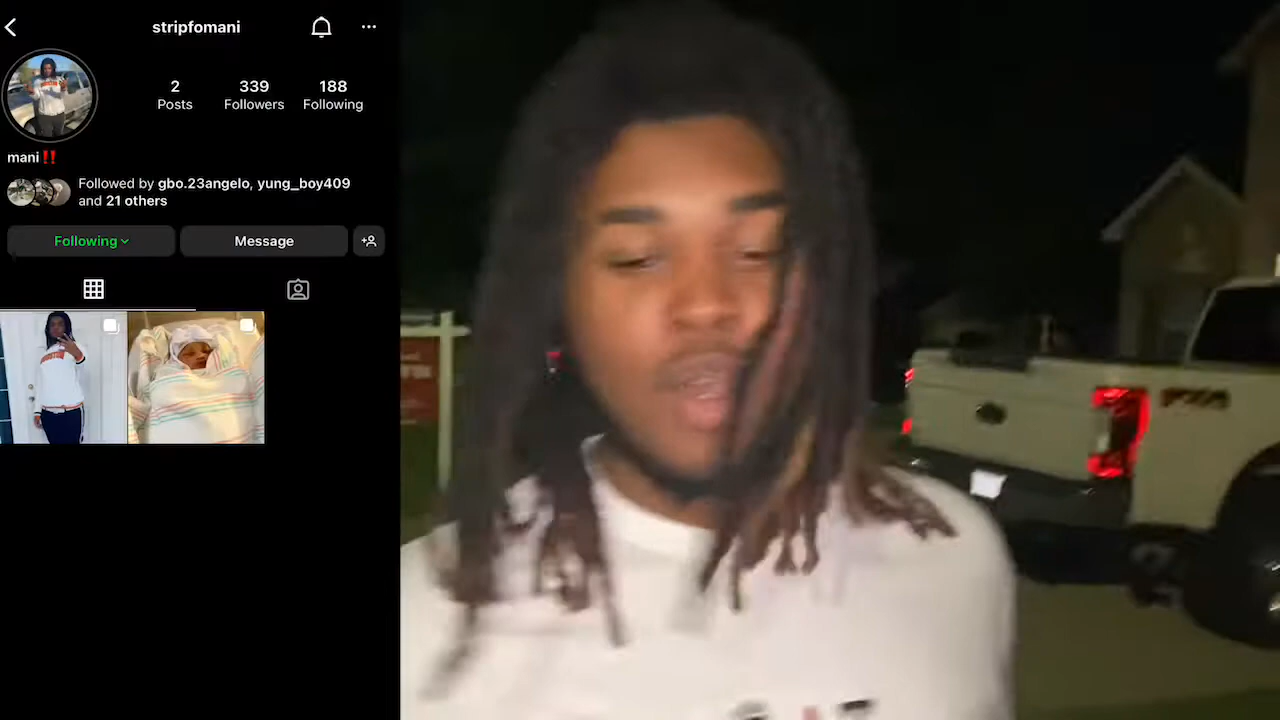 stripfomani
2 339 188
Posts Followers Following
mani‼️
Followed by gbo.23angelo, yung_boy409
and 21 others
Following Message